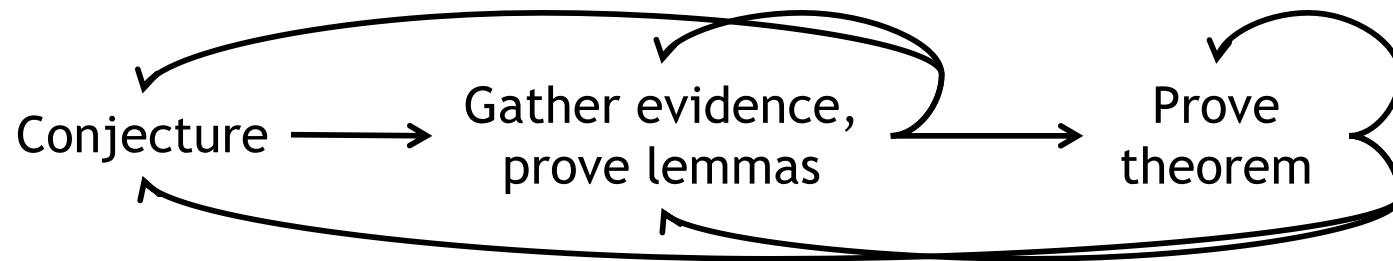 Conjecture
Gather evidence,
prove lemmas
Prove
theorem